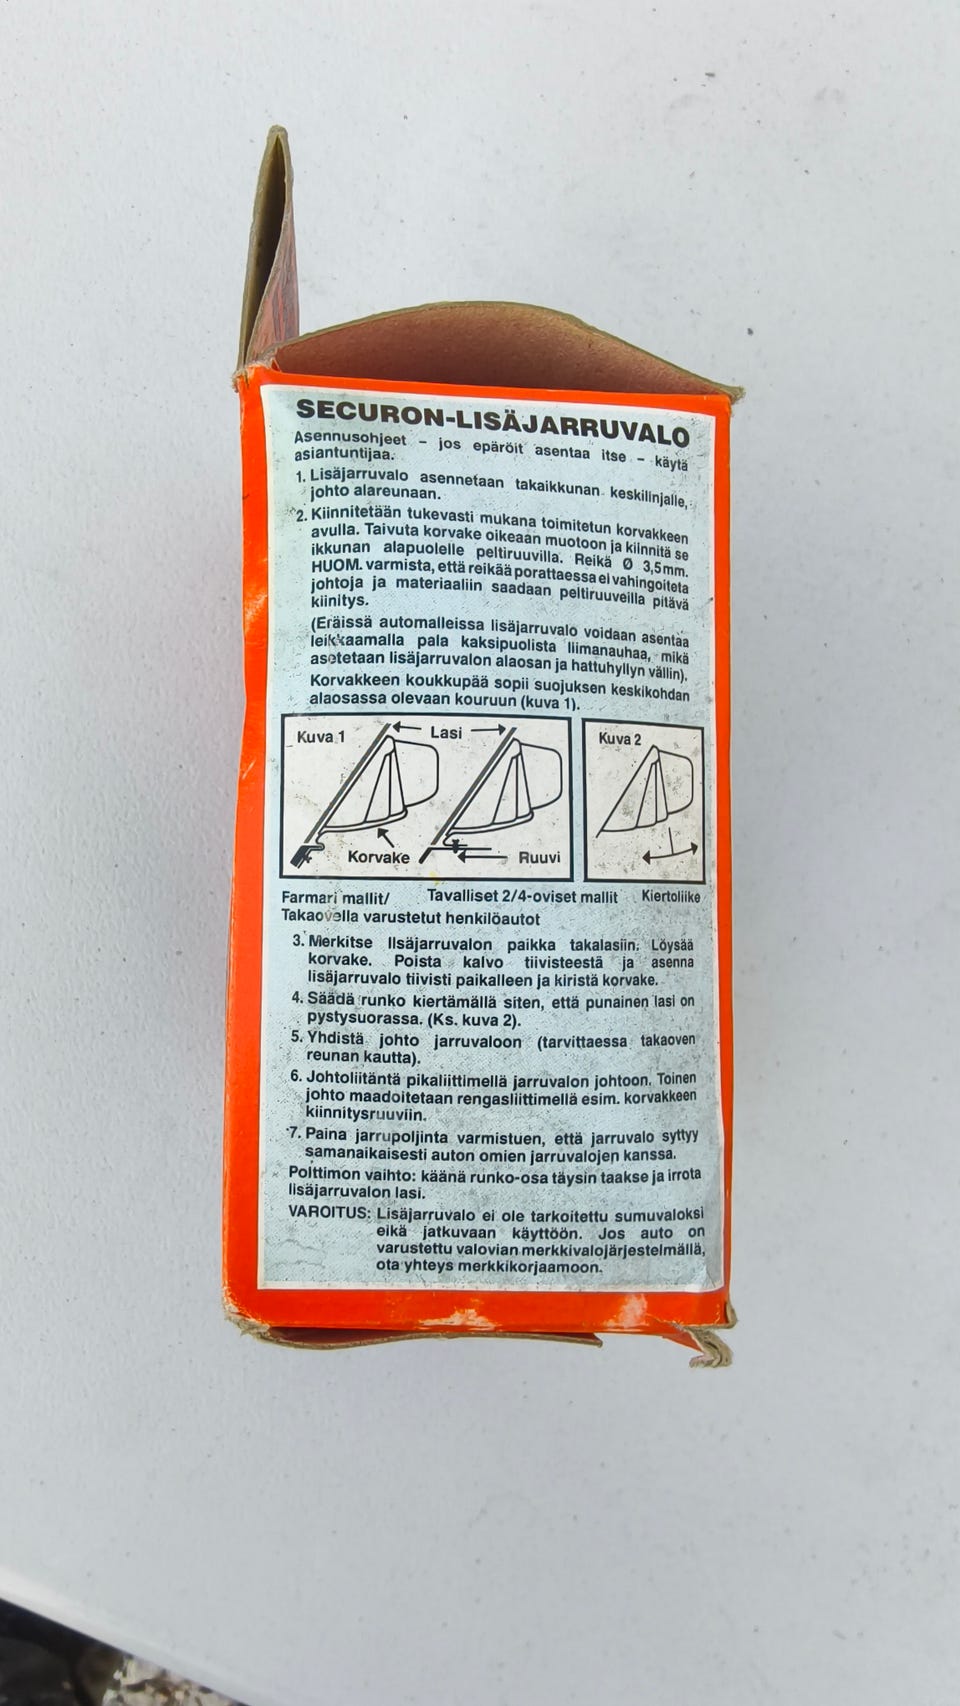 SECURON-LISÄJARRUVALO
Asennusohjeet – jos epäröit asentaa itse – käytä
asiantuntijaa.
1. Lisäjarruvalo asennetaan takaikkunan keskilinjalle,
johto alareunaan.
2. Kiinnitetään tukevasti mukana toimitetun korvakkeen
avulla. Taivuta korvake oikeaan muotoon ja kiinnitä se
ikkunan alapuolelle peltiruuvilla. Reikä Ø 3,5mm.
HUOM. varmista, että reikää porattaessa ei vahingoiteta
johtoja ja materiaaliin saadaan peltiruuveilla pitävä
kiinitys.
(Eräissä automalleissa lisäjarruvalo voidaan asentaa
leikkaamalla pala kaksipuolista liimanauhaa, mikä
asetetaan lisäjarruvalon alaosan ja hattuhyllyn välliin).
Korvakkeen koukkupää sopii suojuksen keskikohdan
alaosassa olevaan kouruun (kuva 1).
Kuva 1 Lasi Kuva 2
Korvake Ruuvi
Farmari mallit/ Tavalliset 2/4-oviset mallit Kiertoliike
Takaovella varustetut henkilöautot
3. Merkitse lisäjarruvalon paikka takalasiin. Löysää
korvake. Poista kalvo tiivisteestä ja asenna
lisäjarruvalo tiivisti paikalleen ja kiristä korvake.
4. Säädä runko kiertämällä siten, että punainen lasi on
pystysuorassa. (Ks. kuva 2).
5. Yhdistä johto jarruvaloon (tarvittaessa takaoven
reunan kautta).
6. Johtoliitäntä pikaliittimellä jarruvalon johtoon. Toinen
johto maadoitetaan rengasliittimellä esim. korvakkeen
kiinnitysruuviin.
7. Paina jarrupoljinta varmistuen, että jarruvalo syttyy
samanaikaisesti auton omien jarruvalojen kanssa.
Polttimon vaihto: käänä runko-osa täysin taakse ja irrota
lisäjarruvalon lasi.
VAROITUS: Lisäjarruvalo ei ole tarkoitettu sumuvaloksi
eikä jatkuvaan käyttöön. Jos auto on
varustettu valovian merkkivalojärjestelmällä,
ota yhteys merkkikorjaamoon.